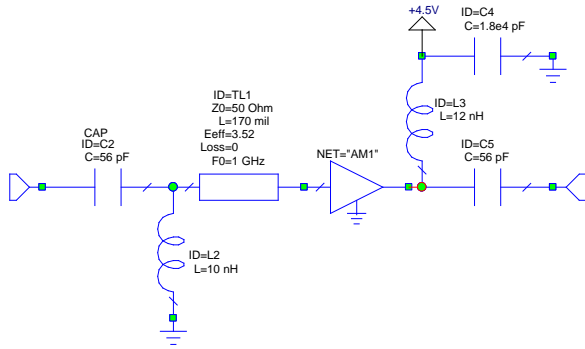 +4.5V
ID=C4
C=1.8e4 pF
ID=TL1
Z0=50 Ohm
L=170 mil
Eeff=3.52
Loss=0
F0=1 GHz
ID=L3
L=12 nH
CAP
ID=C2
C=56 pF
NET="AM1"
ID=C5
C=56 pF
ID=L2
L=10 nH